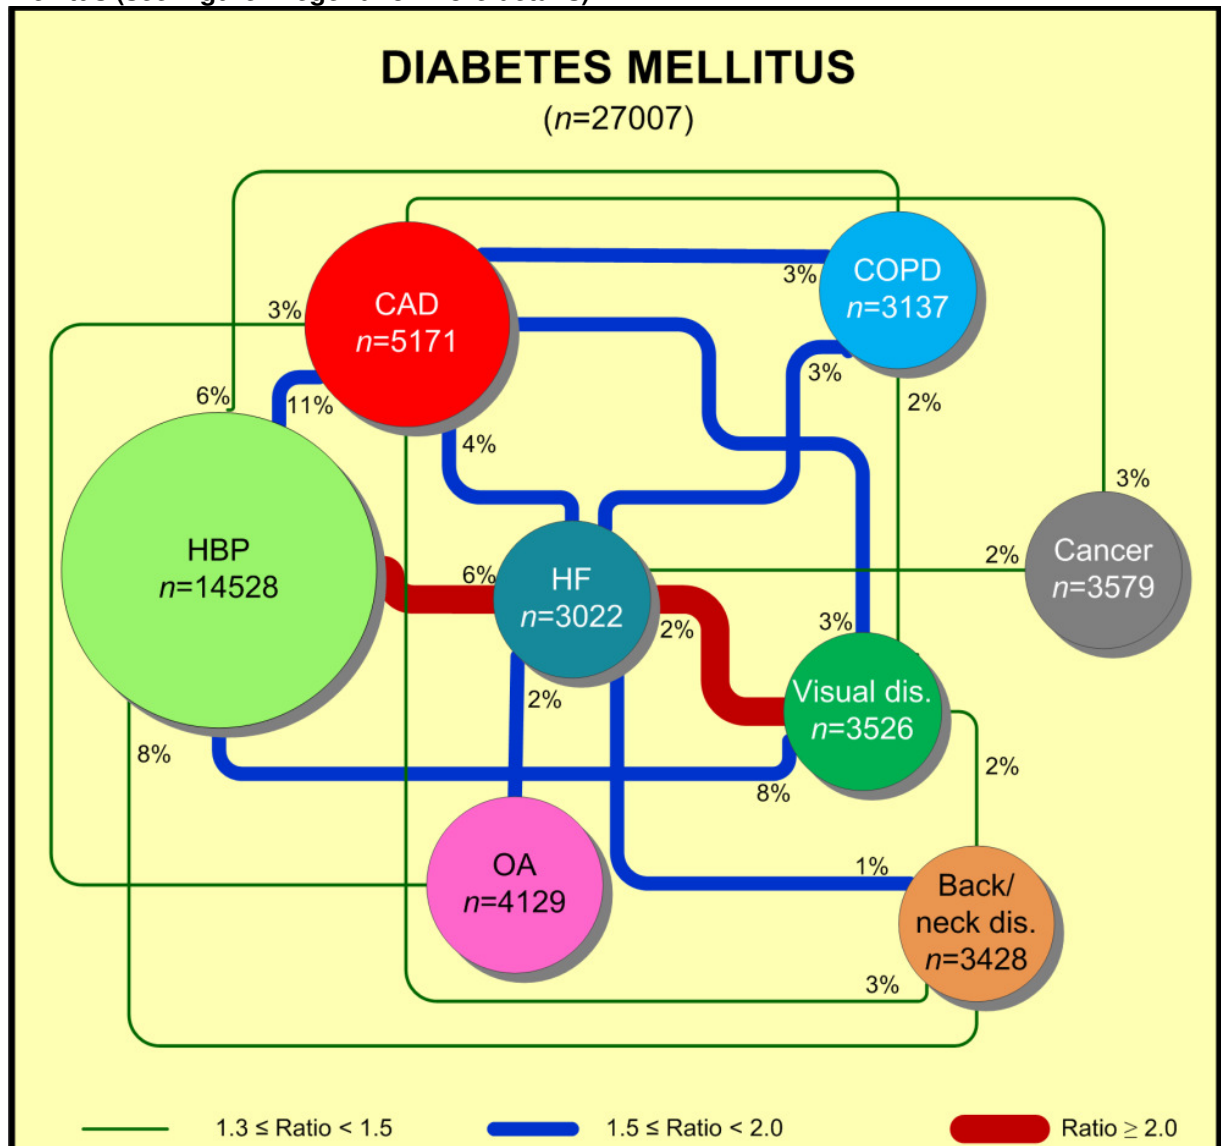 DIABETES MELLITUS
(n=27007)
COPD
n=3137
CAD
n=5171
3%
3%
3%
6%
11%
2%
4%
3%
HBP
n=14528
HF
n=3022
6%
2%
Cancer
n=3579
2%
3%
Visual dis.
n=3526
2%
8%
8%
2%
OA
n=4129
1%
Back/
neck dis.
n=3428
3%
1.3 ≤ Ratio < 1.5
1.5 ≤ Ratio < 2.0
Ratio ≥ 2.0